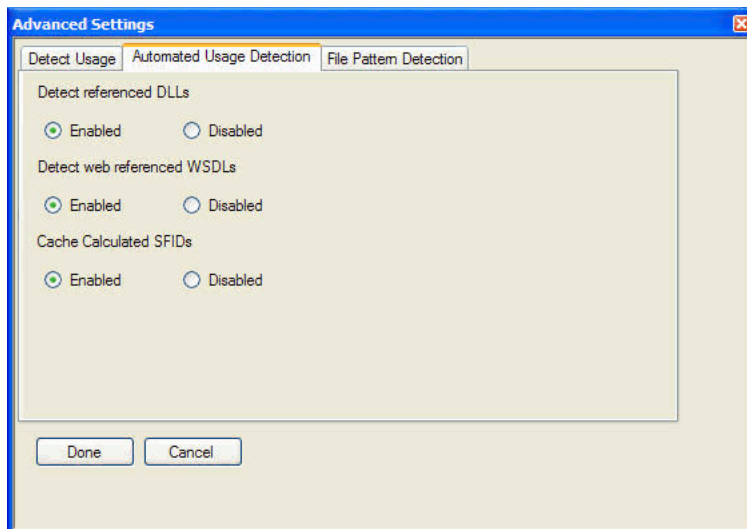 Advanced Settings
Detect Usage Automated Usage Detection File Pattern Detection
Detect referenced DLLs
Enabled Disabled
Detect web referenced WSDLs
Enabled Disabled
Cache Calculated SFIDs
Enabled Disabled
Done Cancel